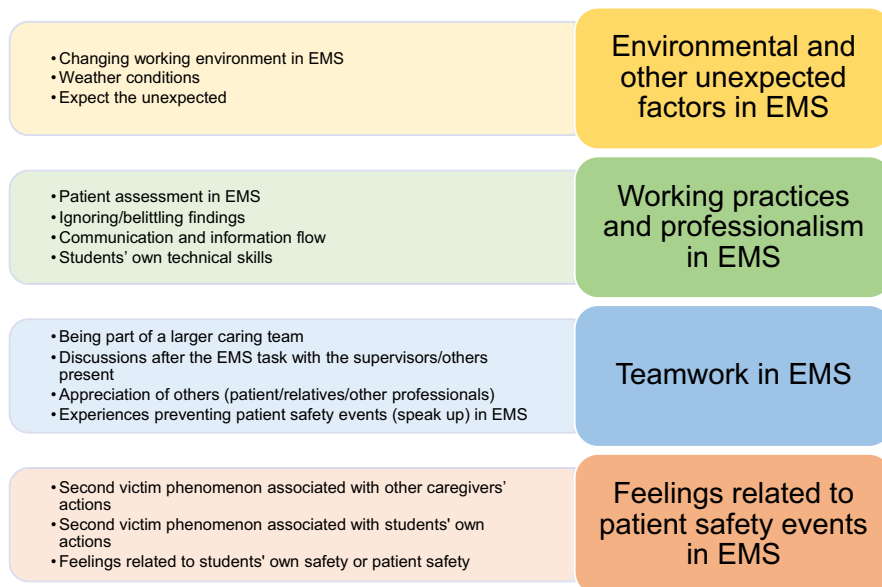 • Changing working environment in EMS
• Weather conditions
• Expect the unexpected
Environmental and
other unexpected
factors in EMS
• Patient assessment in EMS
• Ignoring/belittling findings
• Communication and information flow
• Students’ own technical skills
Working practices
and professionalism
in EMS
• Being part of a larger caring team
• Discussions after the EMS task with the supervisors/others
present
• Appreciation of others (patient/relatives/other professionals)
• Experiences preventing patient safety events (speak up) in EMS
Teamwork in EMS
• Second victim phenomenon associated with other caregivers’
actions
• Second victim phenomenon associated with students' own
actions
• Feelings related to students' own safety or patient safety
Feelings related to
patient safety events
in EMS